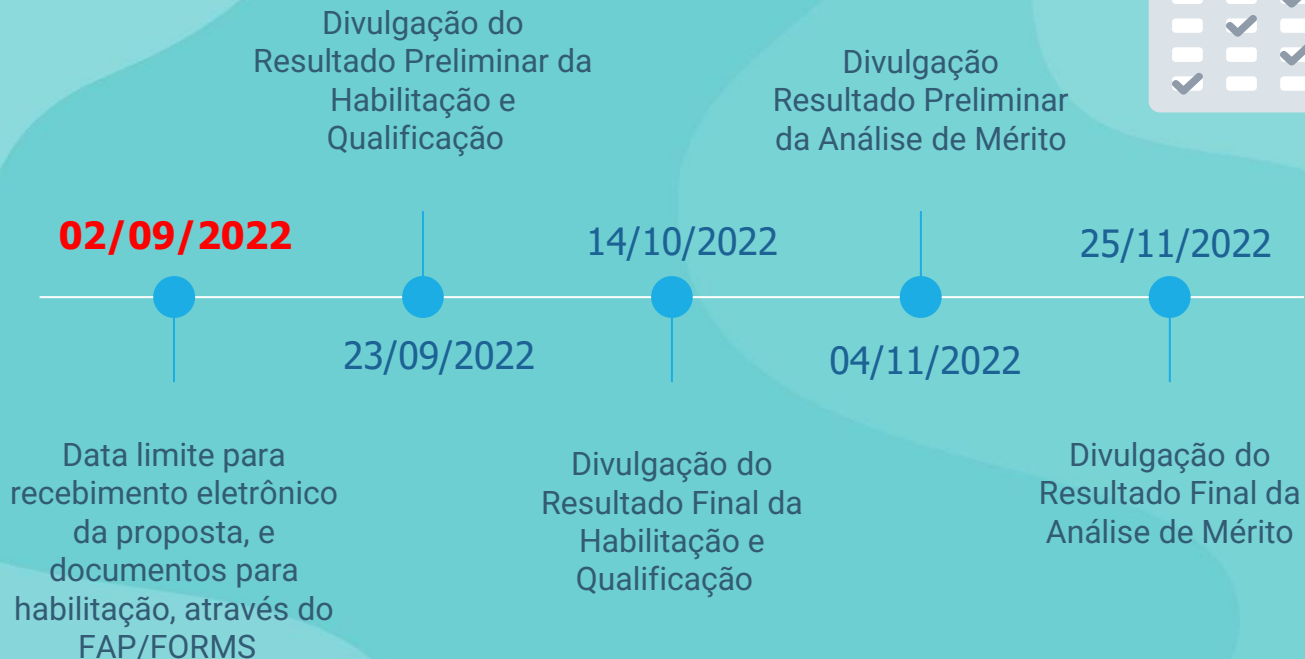 Divulgação do
Resultado Preliminar da
Habilitação e
Qualificação
Divulgação
Resultado Preliminar
da Análise de Mérito
02/09/2022
14/10/2022
25/11/2022
23/09/2022
04/11/2022
Data limite para
recebimento eletrônico
da proposta, e
documentos para
habilitação, através do
FAP/FORMS
Divulgação do
Resultado Final da
Habilitação e
Qualificação
Divulgação do
Resultado Final da
Análise de Mérito